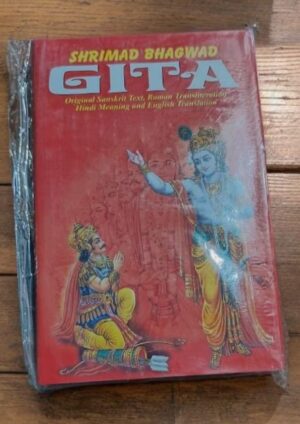 SHRIMAD BHAGWAD
GITA
Original Sanskrit Text, Roman Transliteration
Hindi Meaning and English Translation